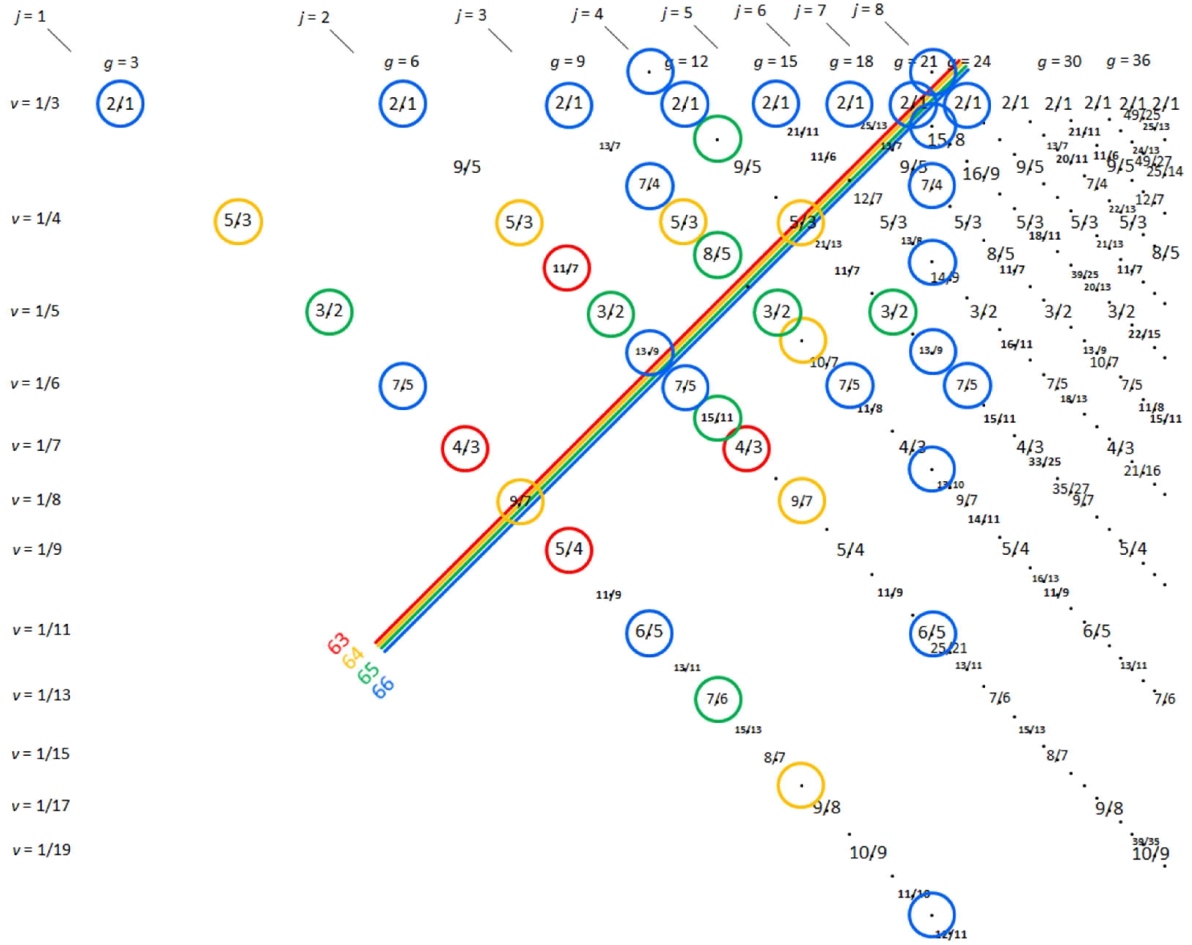 j = 1 j = 2 j = 3 j = 4 j = 5 j = 6 j = 7 j = 8
g = 3 g = 6 g = 9 g = 12 g = 15 g = 18 g = 21 g = 24 g = 30 g = 36
v = 1/3 2/1 2/1 2/1 2/1 2/1 2/1 2/1 2/1 2/1 2/1 2/1 2/1 2/1
49/25
21/11 25/13 21/11 25/13
13/7 15/8 13/7
13/7 24/13
11/6 20/11 11/6 49/27
9/5 9/5 9/5 9/5 9/5
16/9 25/14
7/4 7/4 7/4
12/7 12/7
22/13
v = 1/4 5/3 5/3 5/3 5/3 5/3 5/3 5/3 5/3 5/3
21/13 13/8 18/11 21/13
8/5 8/5 8/5
11/7 11/7 11/7 11/7
14/9 39/25
20/13
v = 1/5 3/2 3/2 3/2 3/2 3/2 3/2 3/2
22/15
16/11
13/9 13/9 13/9
10/7 10/7
v = 1/6 7/5 7/5 7/5 7/5 7/5 7/5
18/13
11/8 11/8
15/11 15/11 15/11
v = 1/7 4/3 4/3 4/3 4/3 4/3
33/25
21/16
13/10 35/27
v = 1/8 9/7 9/7 9/7 9/7
14/11
v = 1/9 5/4 5/4 5/4 5/4
16/13
11/9 11/9 11/9
v = 1/11 6/5 6/5 6/5
63 25/21
64 13/11 13/11 13/11
65
66
v = 1/13 7/6 7/6 7/6
15/13 15/13
v = 1/15 8/7 8/7
v = 1/17 9/8 9/8
39/35
v = 1/19 10/9 10/9
11/10
12/11